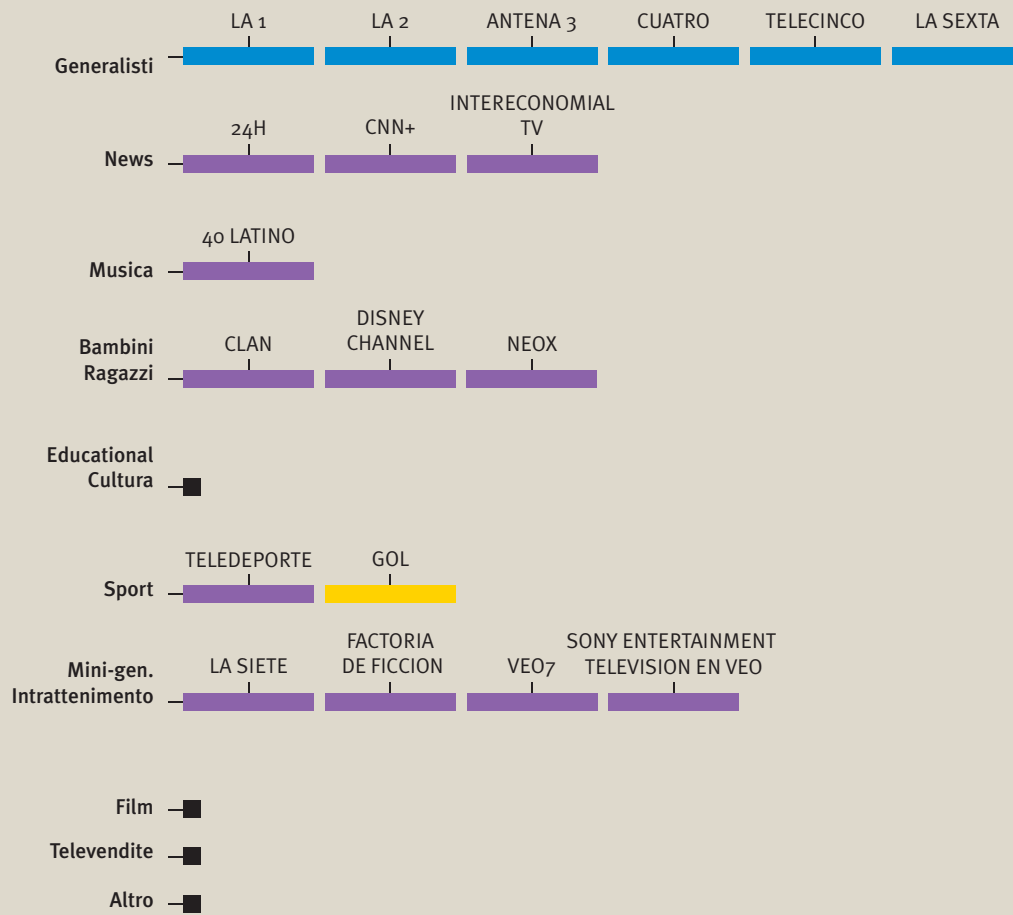 LA 1 LA 2 ANTENA 3 CUATRO TELECINCO LA SEXTA
Generalisti
INTERECONOMIAL
24H CNN+ TV
News
40 LATINO
Musica
DISNEY
Bambini CLAN CHANNEL NEOX
Ragazzi
Educational
Cultura
TELEDEPORTE GOL
Sport
FACTORIA SONY ENTERTAINMENT
Mini-gen. LA SIETE DE FICCION VEO7 TELEVISION EN VEO
Intrattenimento
Film
Televendite
Altro